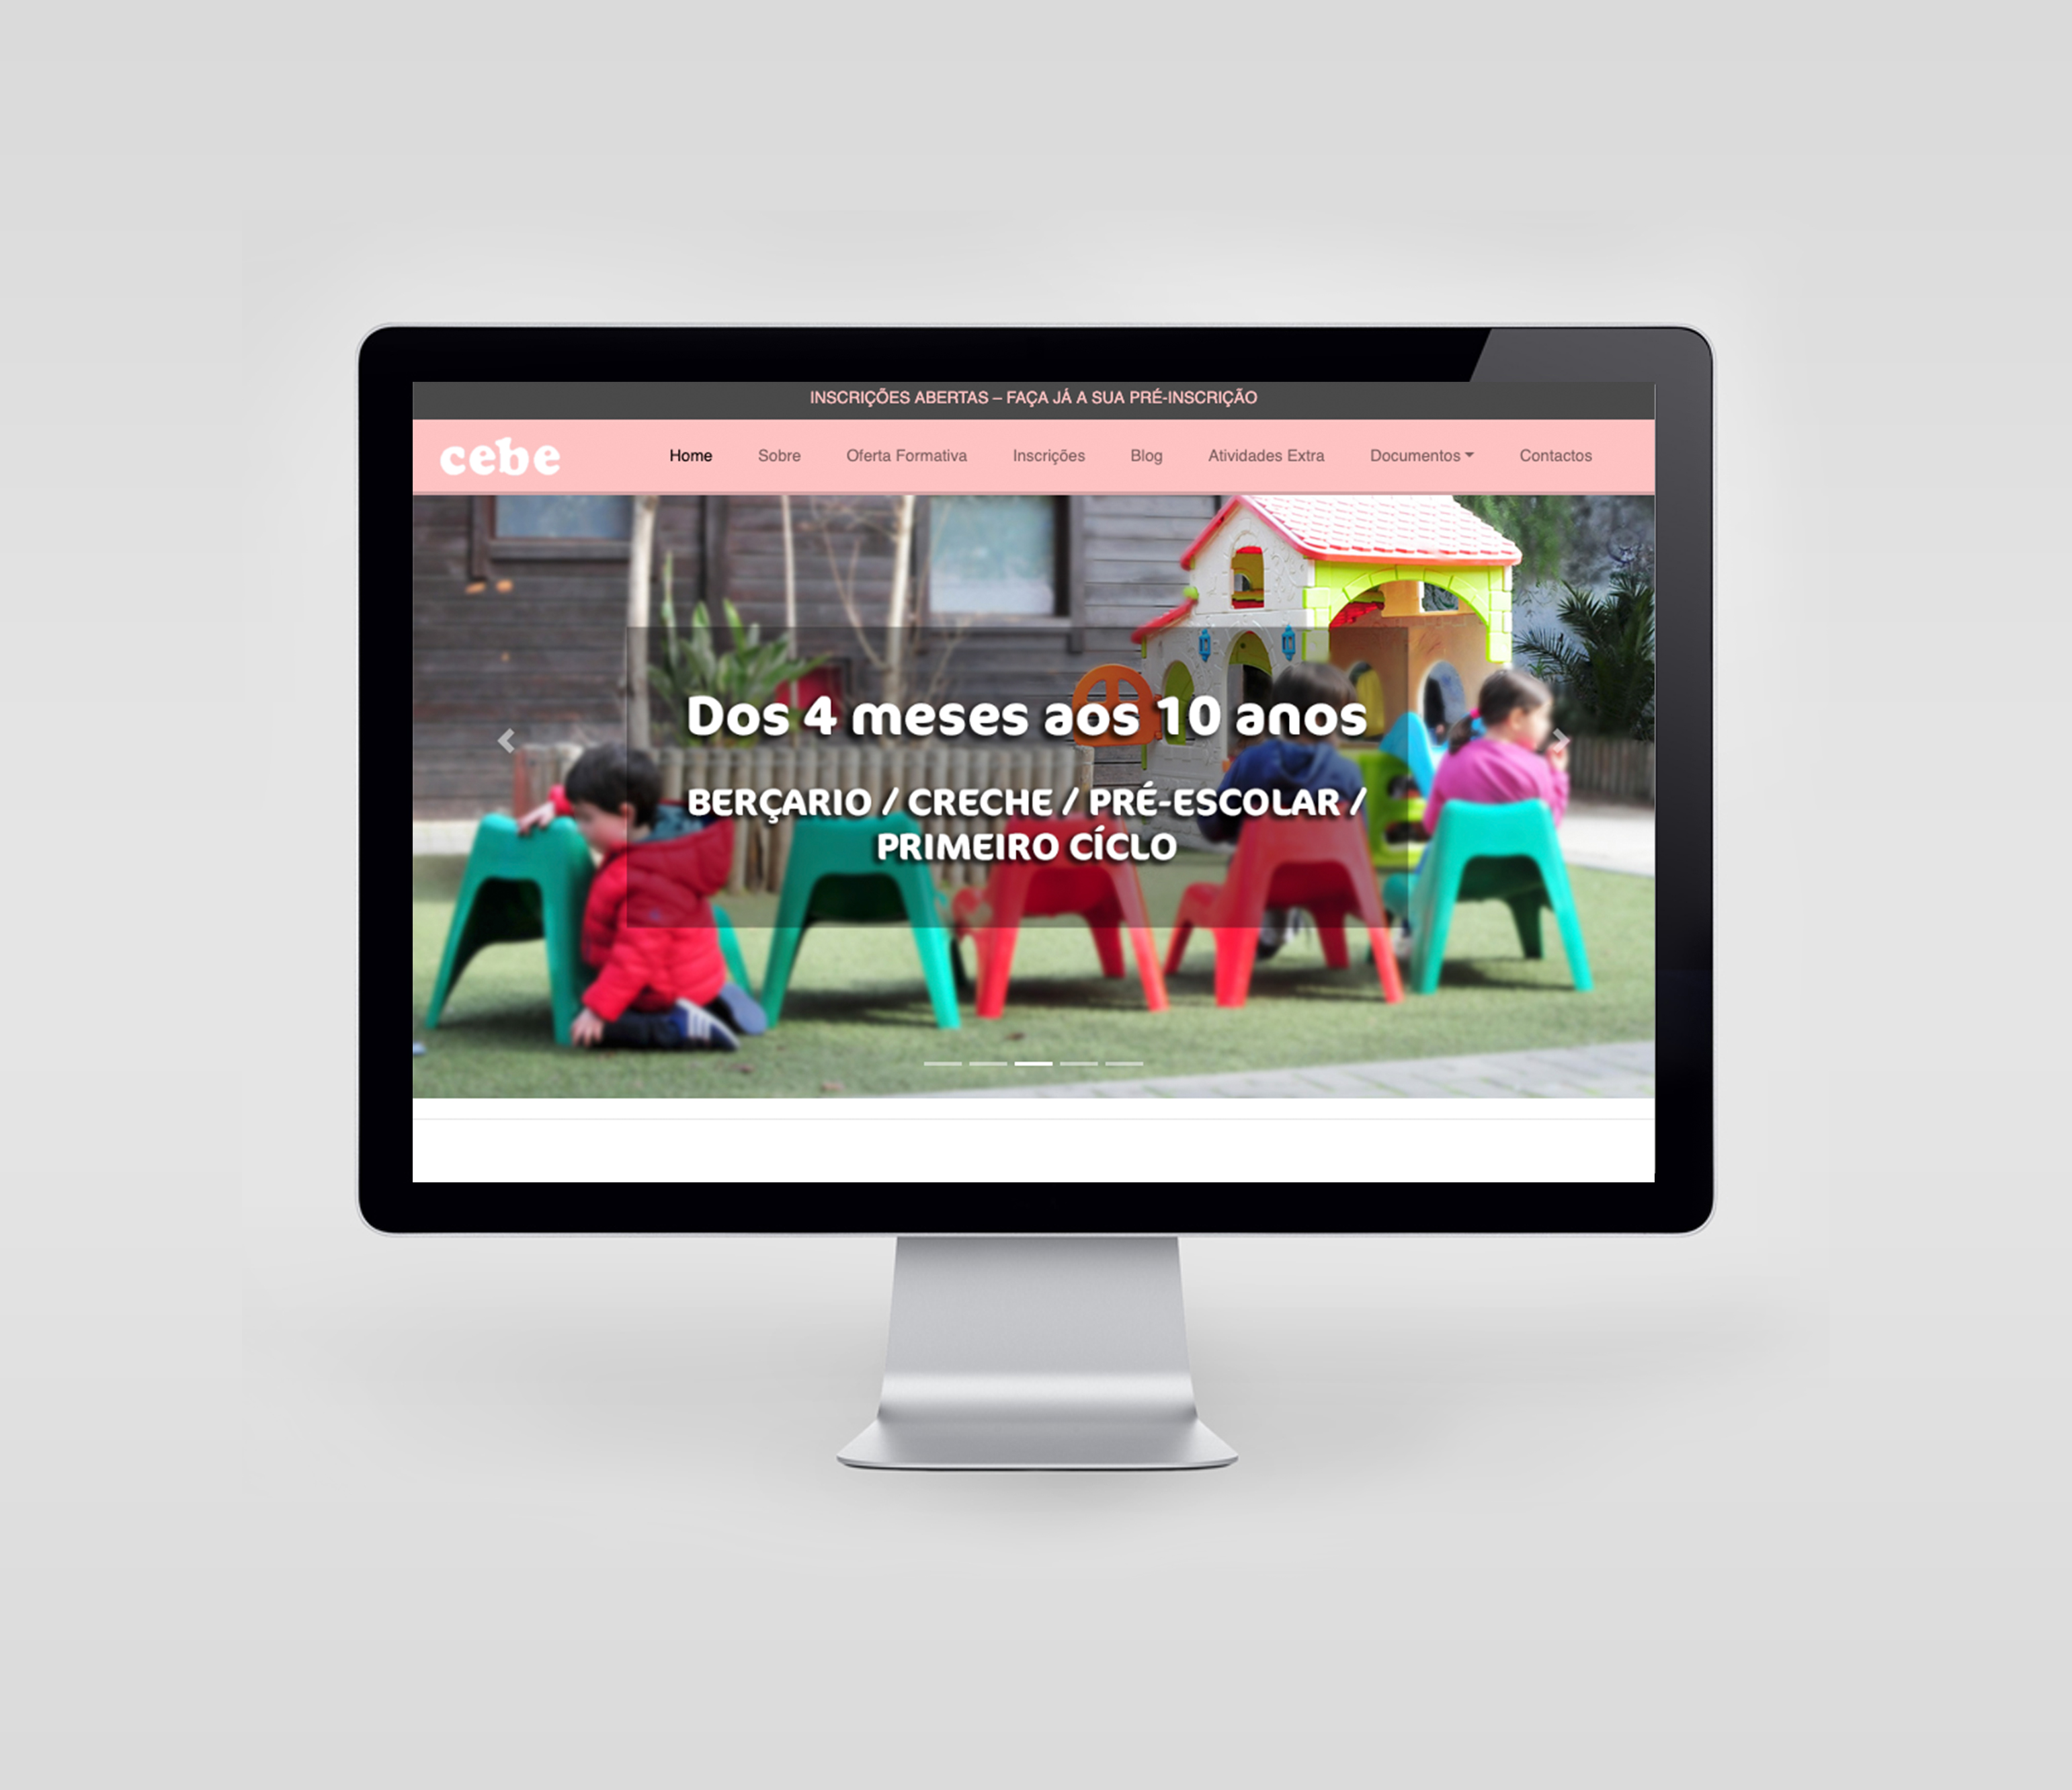 INSCRIÇÕES ABERTAS – FAÇA JÁ A SUA PRÉ-INSCRIÇÃO
cebe
Home Sobre Oferta Formativa Inscrições Blog Atividades Extra Documentos Contactos
Dos 4 meses aos 10 anos
BERÇARIO / CRECHE / PRÉ-ESCOLAR /
PRIMEIRO CÍCLO